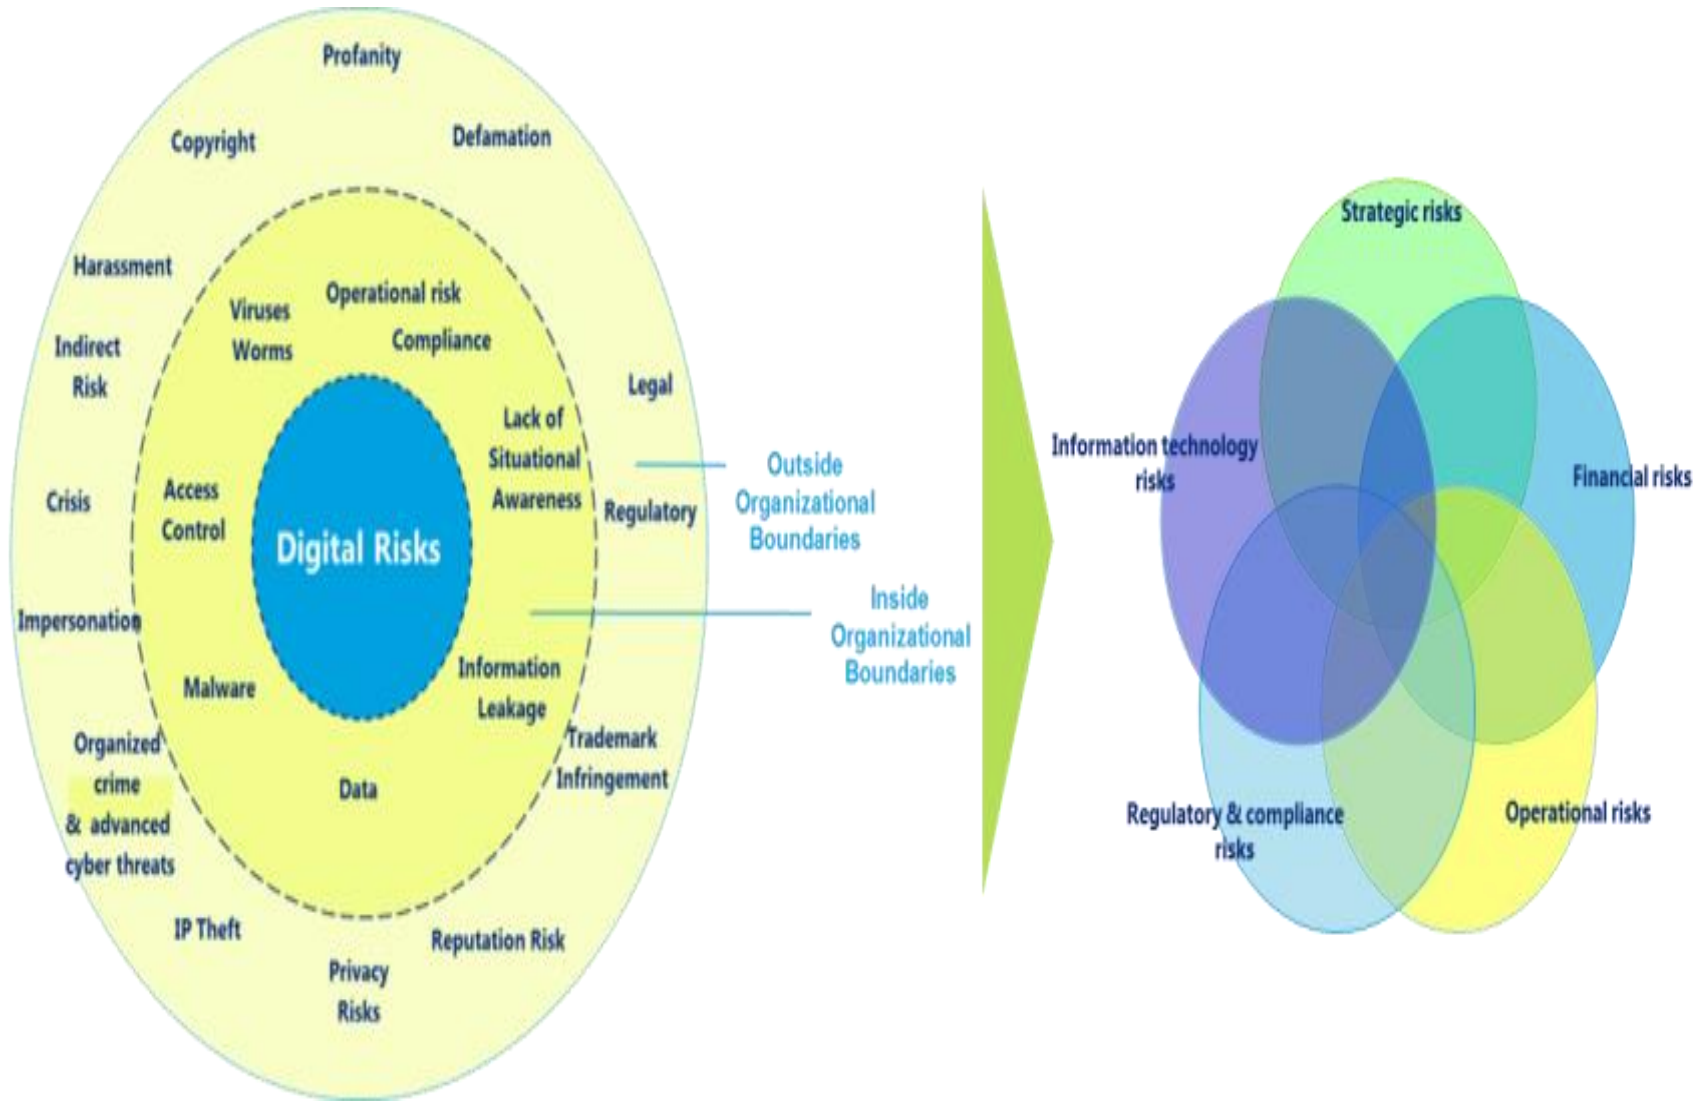 Profanity
Copyright
Defamation
Harassment
Indirect
Risk
Crisis
Impersonation
Organized
crime
& advanced
cyber threats
IP Theft
Privacy
Risks
Reputation Risk
Trademark
Infringement
Regulatory
Legal
Viruses
Worms
Operational risk
Compliance
Lack of
Situational
Awareness
Access
Control
Malware
Data
Information
Leakage
Digital Risks
Outside
Organizational
Boundaries
Inside
Organizational
Boundaries
Strategic risks
Information technology
risks
Financial risks
Regulatory & compliance
risks
Operational risks